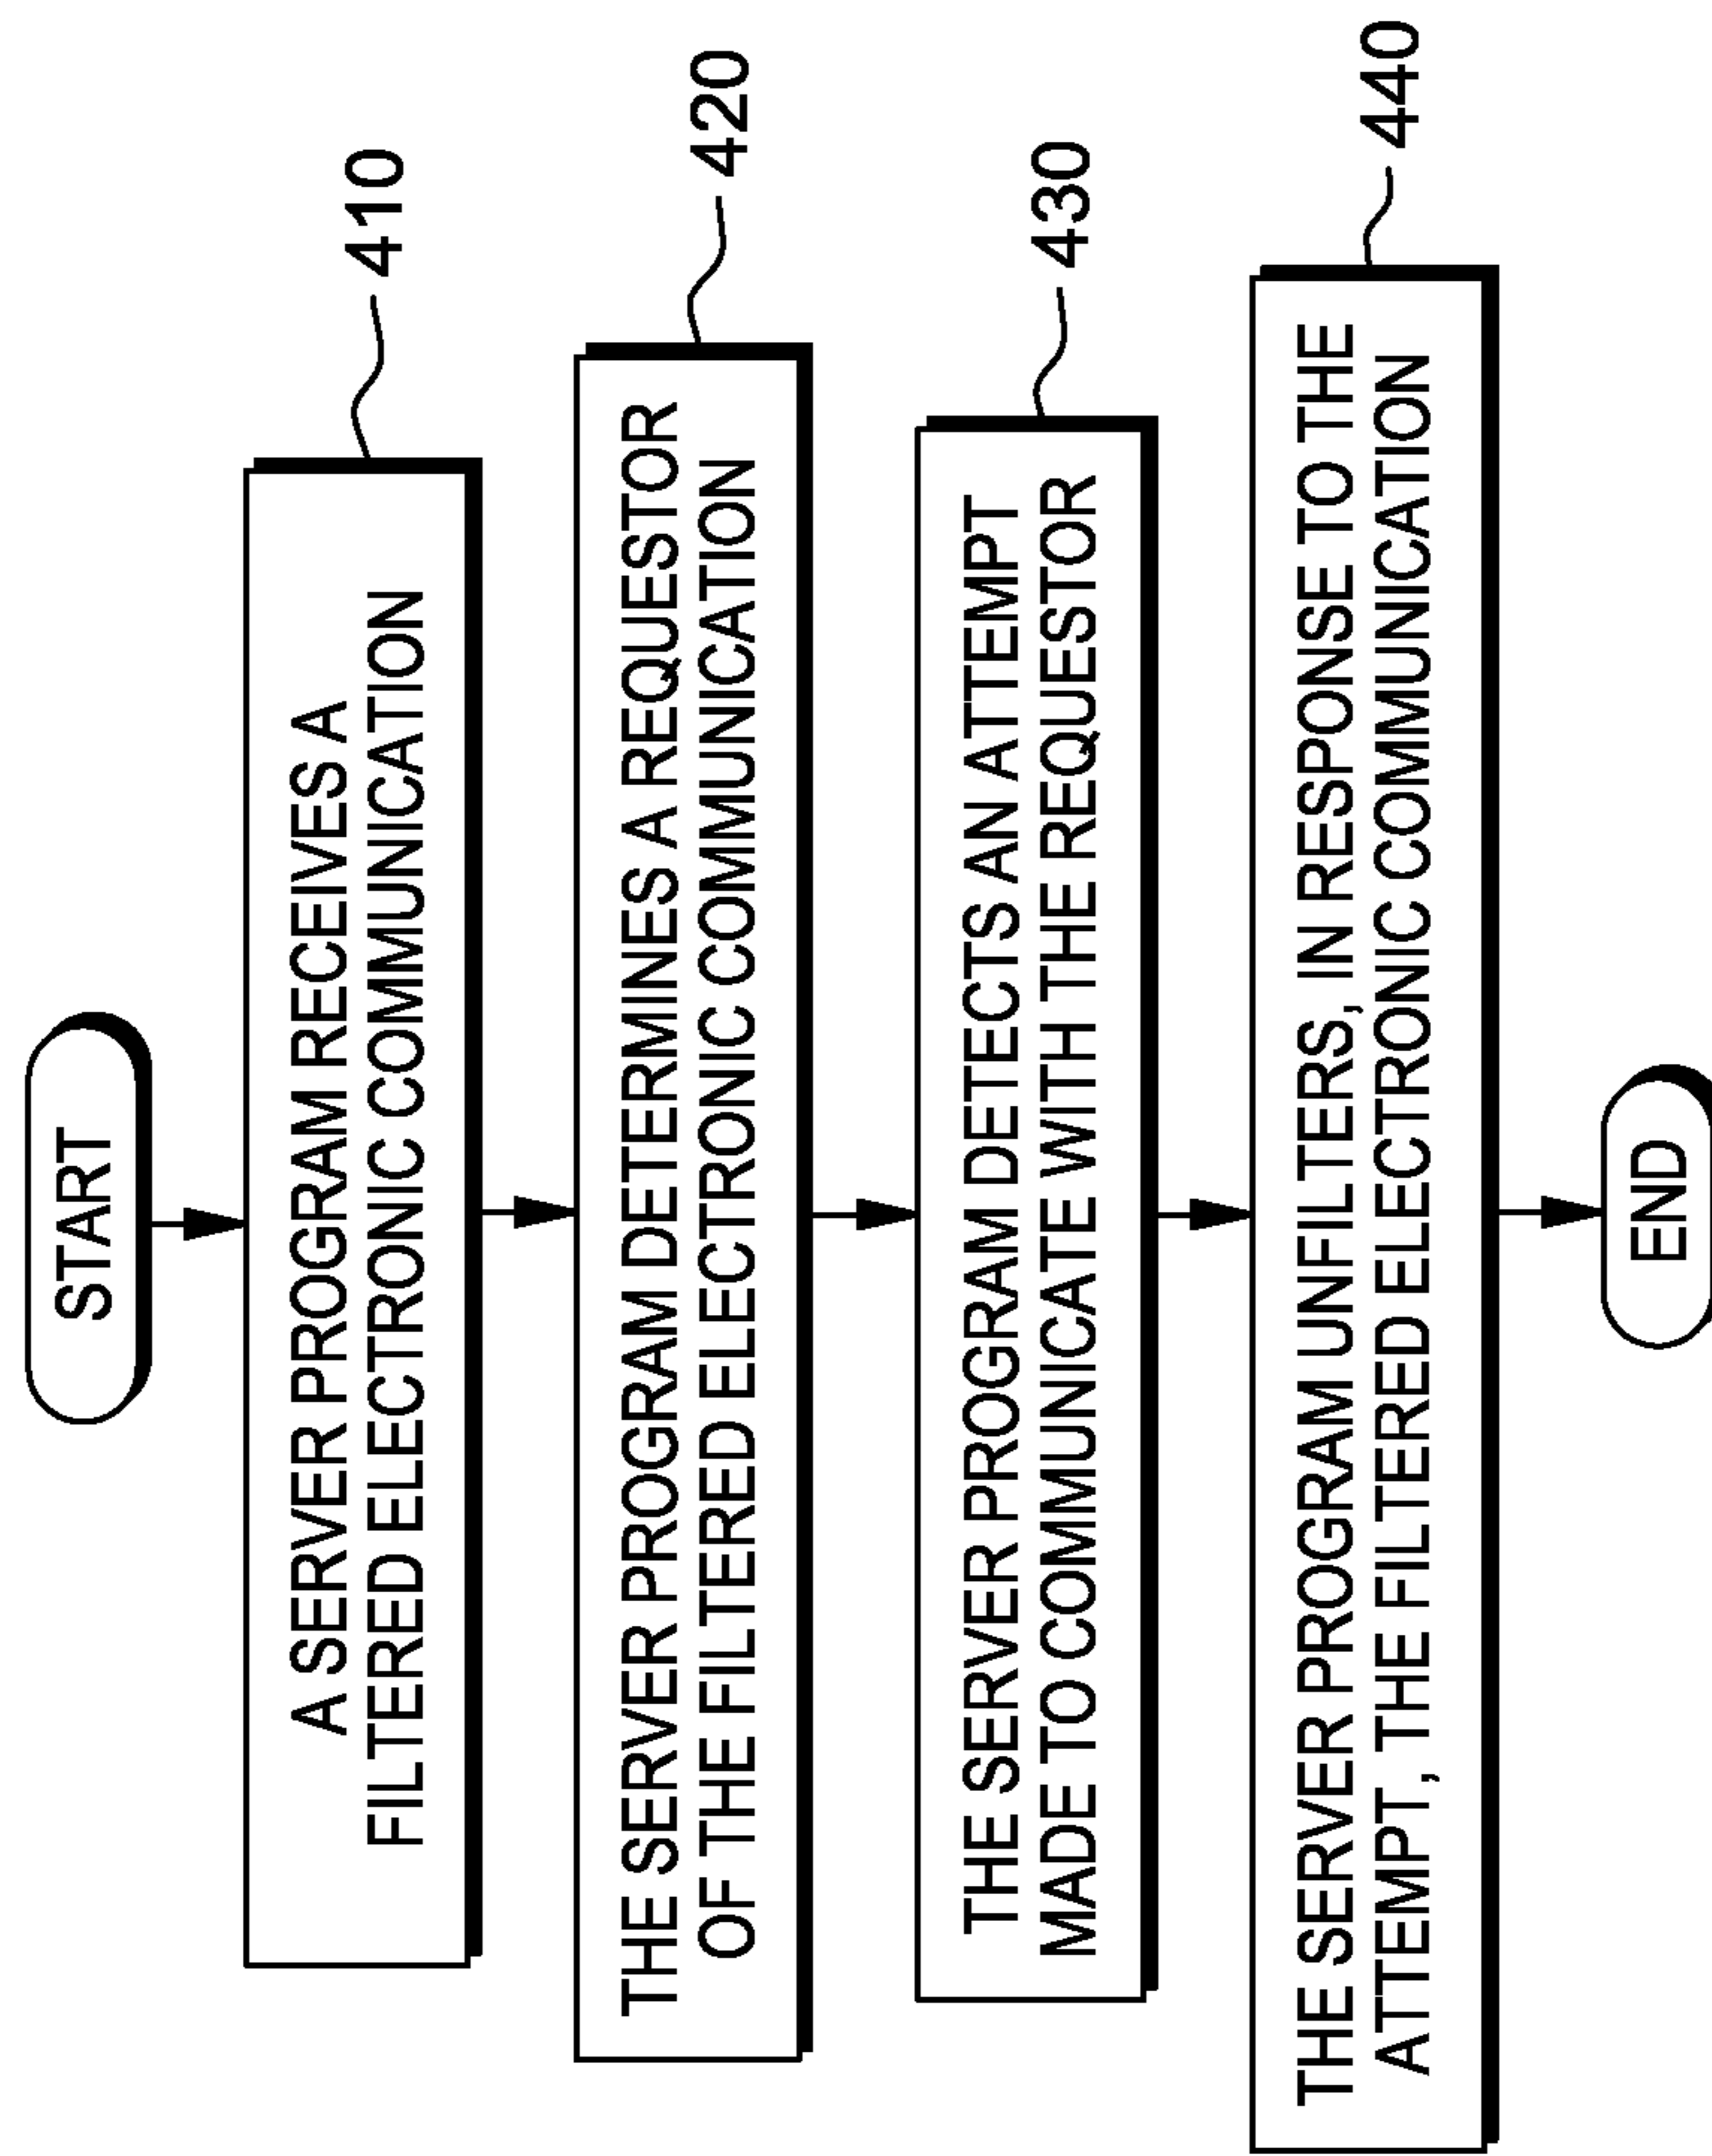 START
A SERVER PROGRAM RECEIVES A
FILTERED ELECTRONIC COMMUNICATION
410
THE SERVER PROGRAM DETERMINES A REQUESTOR
OF THE FILTERED ELECTRONIC COMMUNICATION
420
THE SERVER PROGRAM DETECTS AN ATTEMPT
MADE TO COMMUNICATE WITH THE REQUESTOR
430
THE SERVER PROGRAM UNFILTERS, IN RESPONSE TO THE
ATTEMPT, THE FILTERED ELECTRONIC COMMUNICATION
440
END